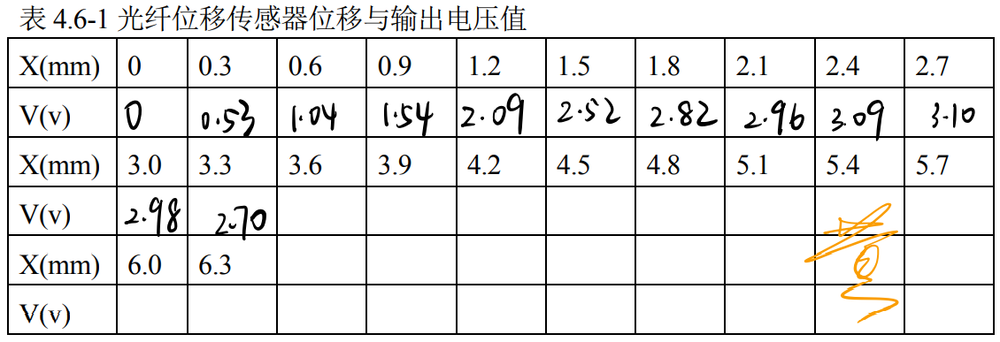 表 4.6-1 光纤位移传感器位移与输出电压值
X(mm) 0 0.3 0.6 0.9 1.2 1.5 1.8 2.1 2.4 2.7
V(v) 0 0.53 1.04 1.54 2.09 2.52 2.82 2.96 3.09 3.10
X(mm) 3.0 3.3 3.6 3.9 4.2 4.5 4.8 5.1 5.4 5.7
V(v) 2.98 2.70
X(mm) 6.0 6.3
V(v)